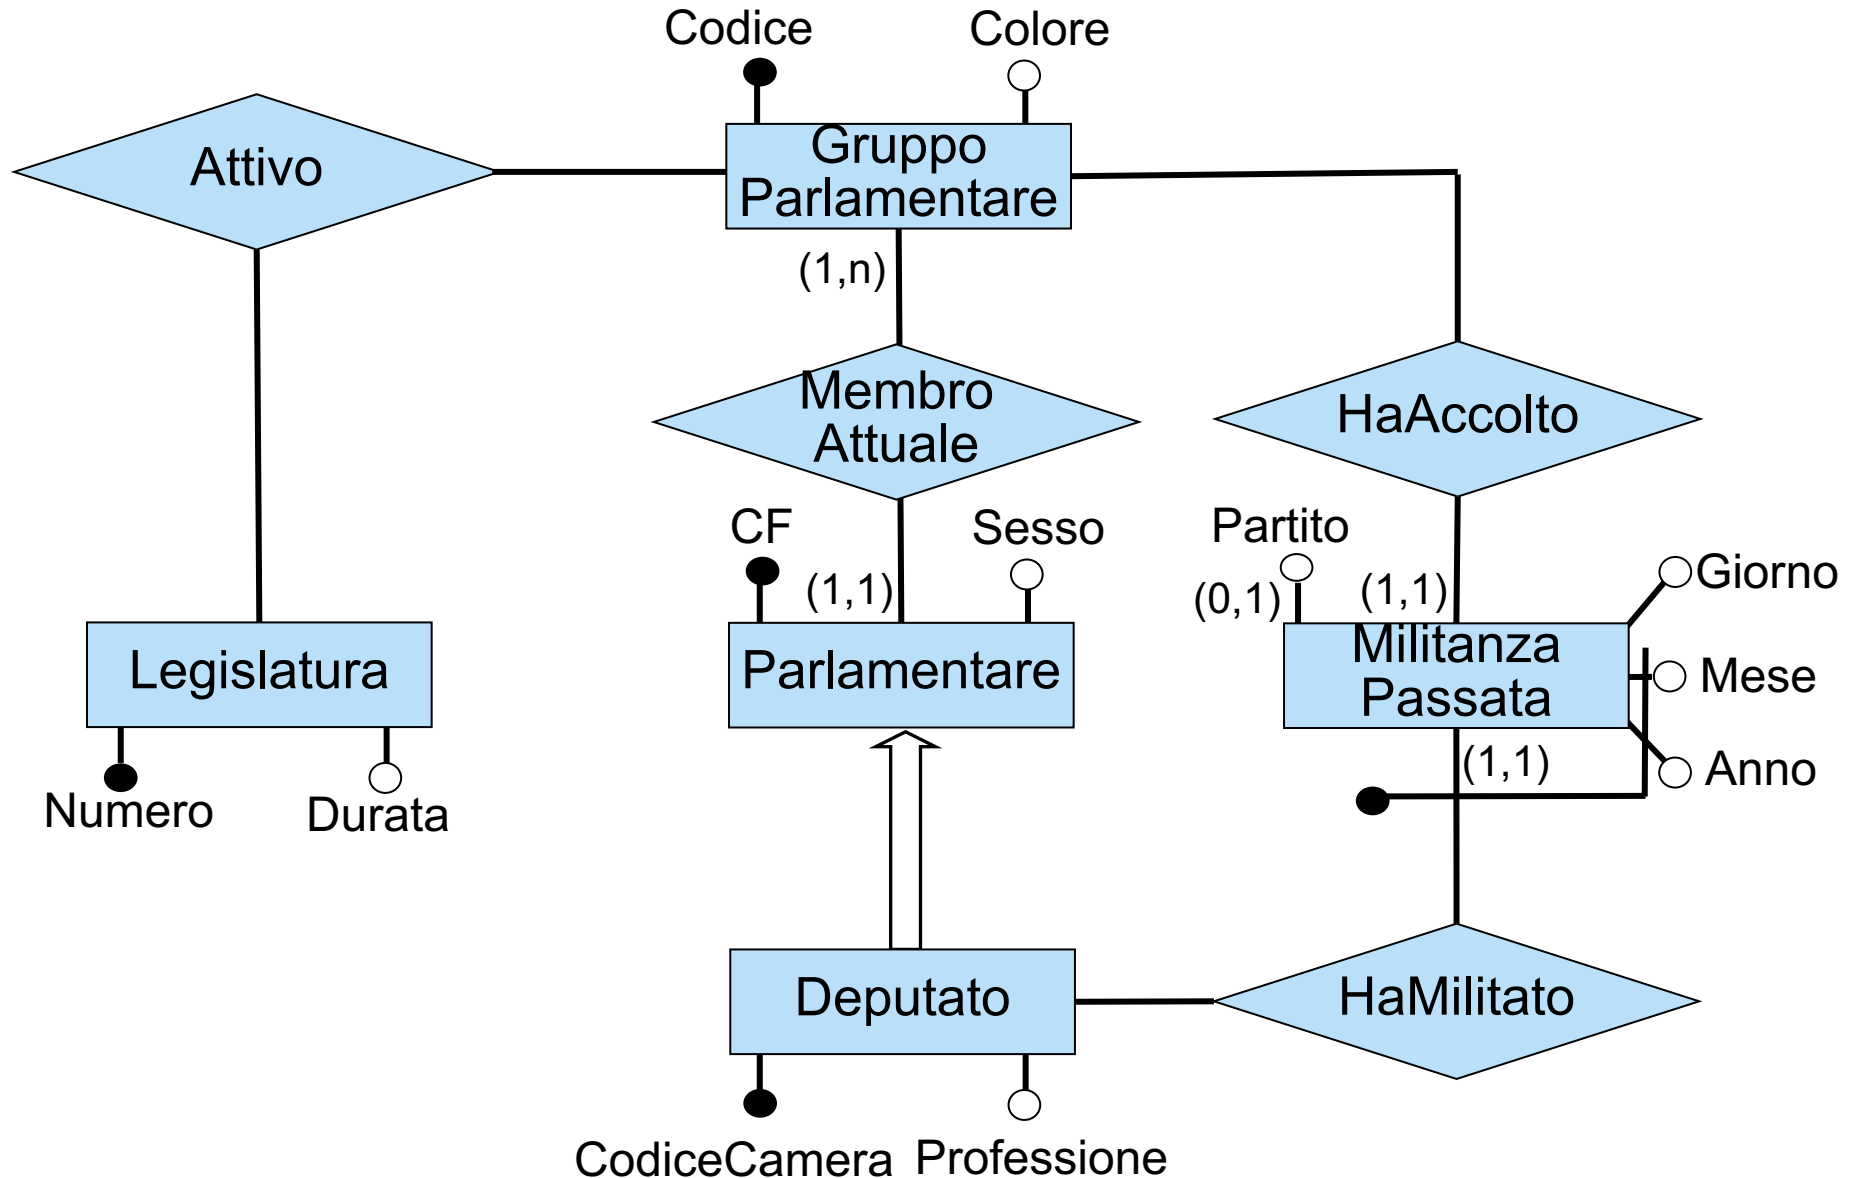 Codice
Colore
Attivo
Gruppo
Parlamentare
(1,n)
Membro
Attuale
HaAccolto
CF
Sesso
Partito
(1,1)
(0,1)
(1,1)
Giorno
Legislatura
Parlamentare
Militanza
Passata
Mese
(1,1)
Anno
Numero
Durata
Deputato
HaMilitato
CodiceCamera
Professione